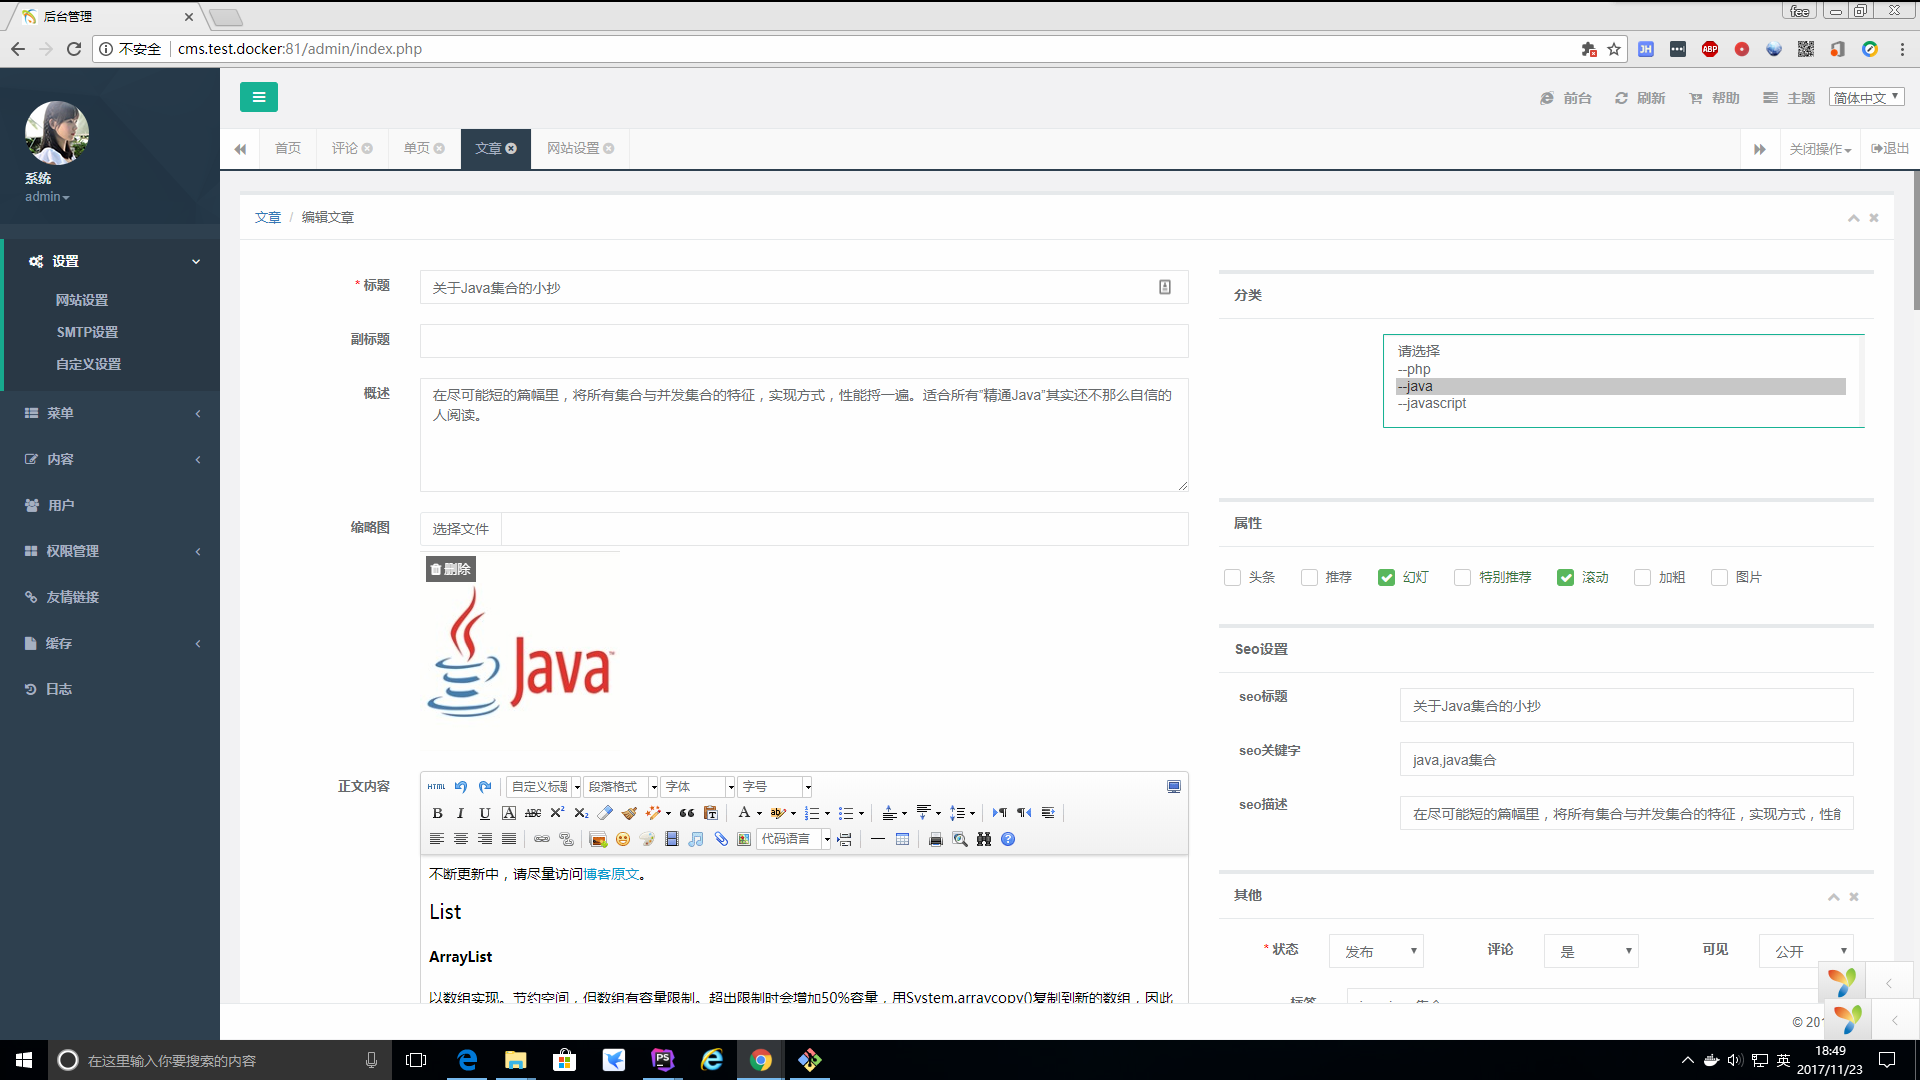 后台管理
fee
不安全 cms.test.docker:81/admin/index.php
JH
ABP
系统
admin
前台 刷新 帮助 主题 简体中文
首页 评论 单页 文章 网站设置 关闭操作 退出
设置
网站设置
SMTP设置
自定义设置
菜单
内容
用户
权限管理
友情链接
缓存
日志
文章 / 编辑文章
* 标题 关于Java集合的小抄
副标题
概述 在尽可能短的篇幅里，将所有集合与并发集合的特征，实现方式，性能捋一遍。适合所有"精通Java"其实还不那么自信的
人阅读。
缩略图 选择文件
删除
Java™
正文内容
HTML 自定义标题 段落格式 字体 字号
B I U A ABC X² X₂ A ab
代码语言
不断更新中，请尽量访问博客原文。
List
ArrayList
以数组实现。节约空间，但数组有容量限制。超出限制时会增加50%容量，用System.arraycopy()复制到新的数组，因此
分类
请选择
--php
--java
--javascript
属性
头条 推荐 幻灯 特别推荐 滚动 加粗 图片
Seo设置
seo标题 关于Java集合的小抄
seo关键字 java,java集合
seo描述 在尽可能短的篇幅里，将所有集合与并发集合的特征，实现方式，性能
其他
* 状态 发布 评论 是 可见 公开
标签
© 201
在这里输入你要搜索的内容
PS
英
18:49
2017/11/23